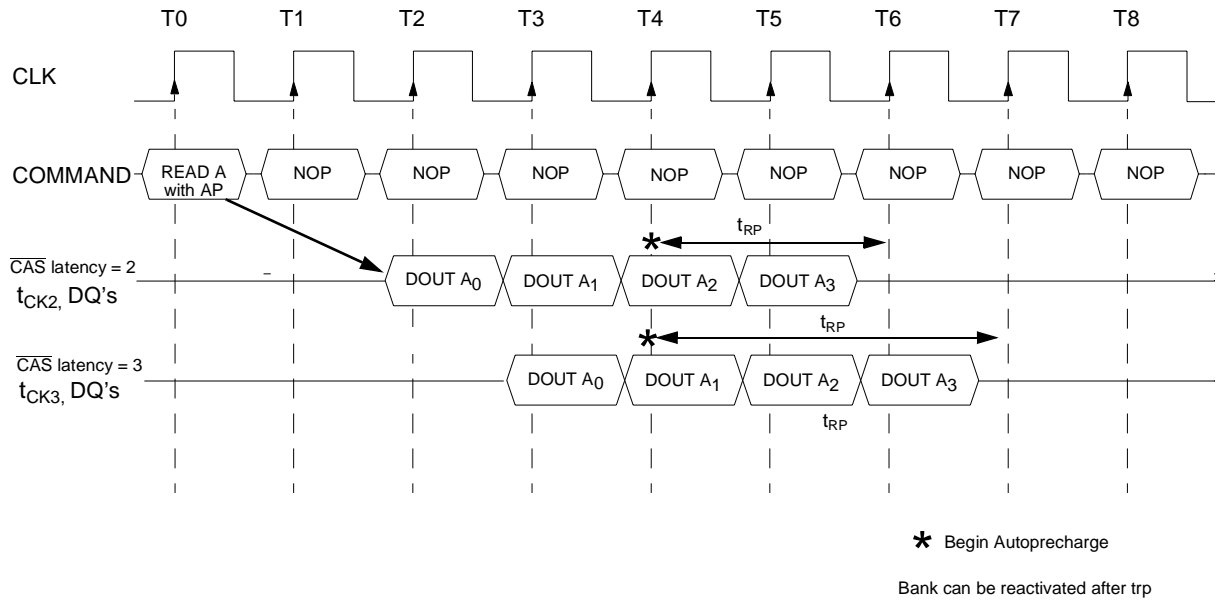 T0 T1 T2 T3 T4 T5 T6 T7 T8
CLK
COMMAND
READ A
with AP
NOP NOP NOP NOP NOP NOP NOP NOP
tRP
* 
CAS latency = 2
tCK2, DQ's
DOUT A0 DOUT A1 DOUT A2 DOUT A3
tRP
*
CAS latency = 3
tCK3, DQ's
DOUT A0 DOUT A1 DOUT A2 DOUT A3
tRP
* Begin Autoprecharge
Bank can be reactivated after trp